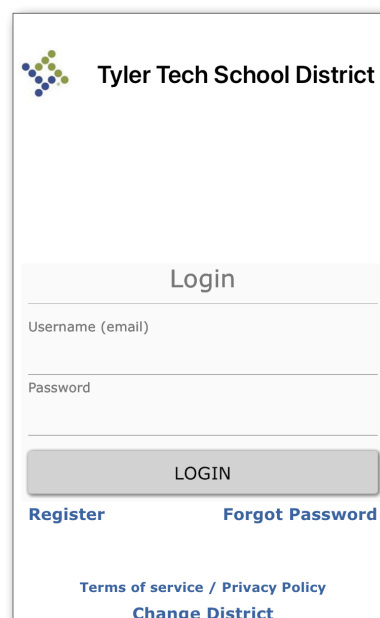 Tyler Tech School District
Login
Username (email)
Password
LOGIN
Register Forgot Password
Terms of service / Privacy Policy
Change District